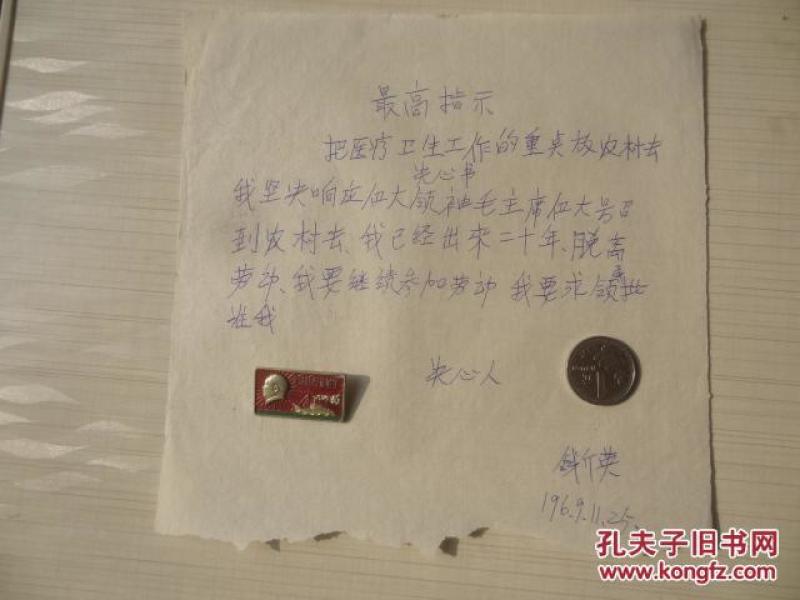 最高指示
把医疗卫生工作的重点放农村去
决心书
我坚决响应伟大领袖毛主席伟大号召
到农村去、我已经出来二十年、脱离
劳动、我要继续参加劳动 我要求领导批
准我
决心人
英
1969.11.25.
孔夫子旧书网
www.kongfz.com